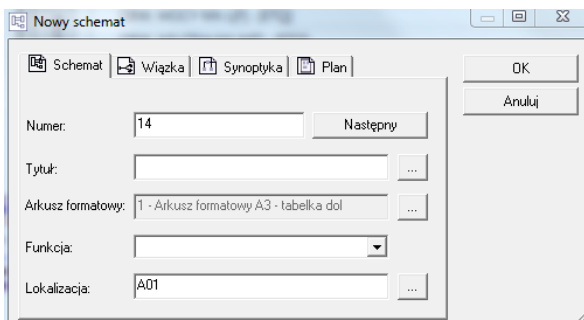 Nowy schemat
Schemat Wiązka Synoptyka Plan
OK
Anuluj
Numer: 14 Następny
Tytuł: ...
Arkusz formatowy: 1 - Arkusz formatowy A3 - tabelka dol ...
Funkcja:
Lokalizacja: A01 ...